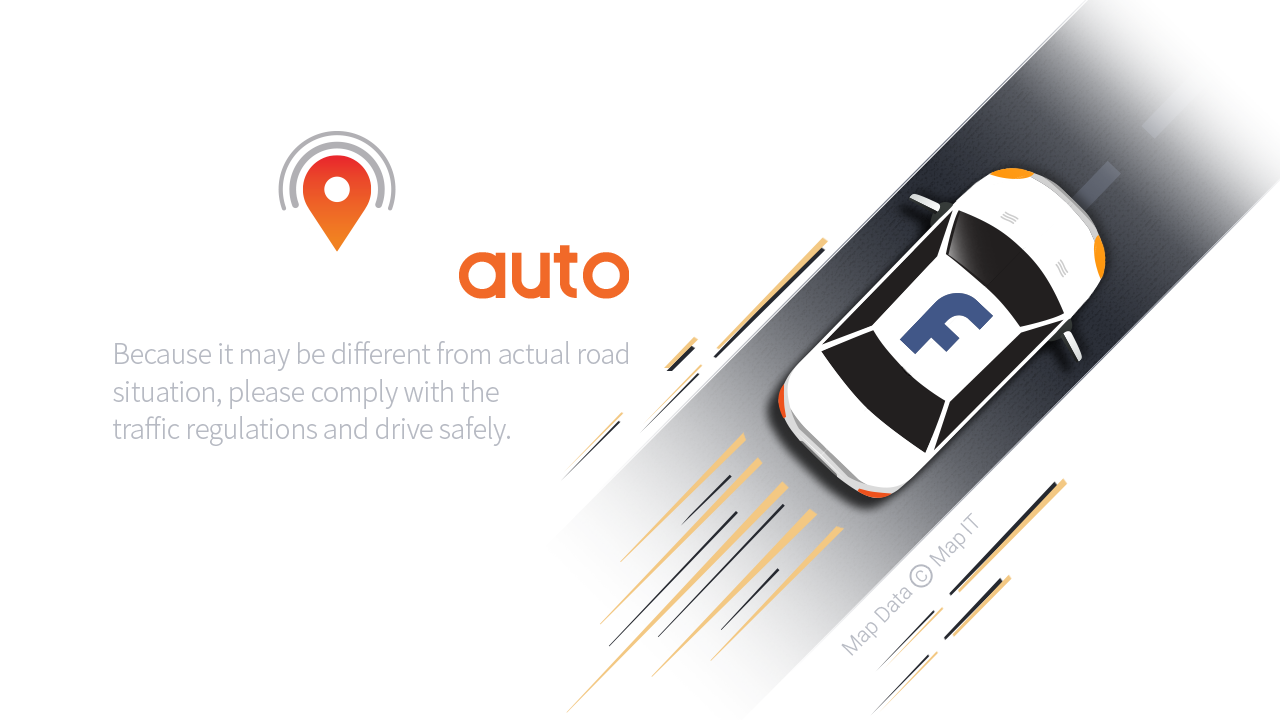 auto
Because it may be different from actual road
situation, please comply with the
traffic regulations and drive safely.
F
Map Data © Map IT